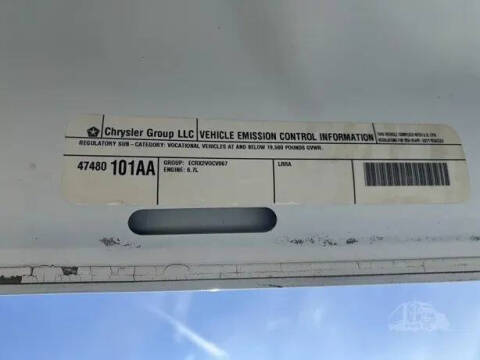 Chrysler Group LLC VEHICLE EMISSION CONTROL INFORMATION
REGULATORY SUB - CATEGORY: VOCATIONAL VEHICLES AT AND BELOW 19,500 POUNDS GVWR.
47480 101AA
GROUP: ECRX2VOCV067
ENGINE: 6.7L